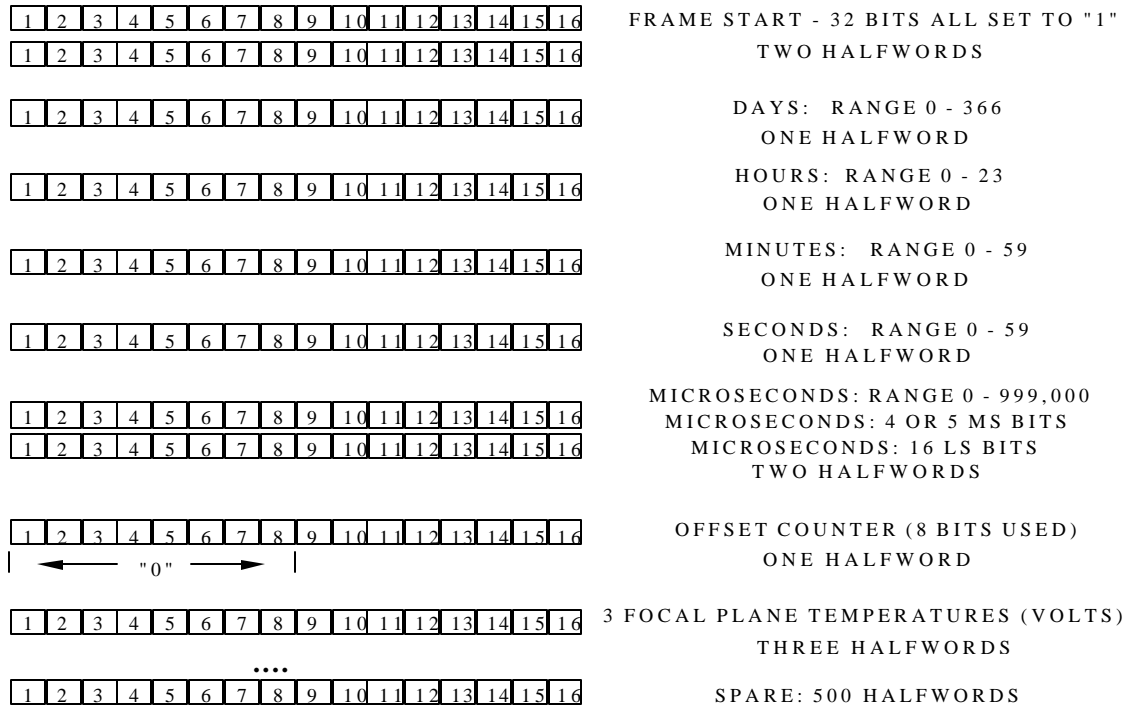 1 2 3 4 5 6 7 8 9 10 11 12 13 14 15 16 FRAME START - 32 BITS ALL SET TO "1"
1 2 3 4 5 6 7 8 9 10 11 12 13 14 15 16 TWO HALFWORDS
1 2 3 4 5 6 7 8 9 10 11 12 13 14 15 16 DAYS: RANGE 0 - 366
ONE HALFWORD
1 2 3 4 5 6 7 8 9 10 11 12 13 14 15 16 HOURS: RANGE 0 - 23
ONE HALFWORD
1 2 3 4 5 6 7 8 9 10 11 12 13 14 15 16 MINUTES: RANGE 0 - 59
ONE HALFWORD
1 2 3 4 5 6 7 8 9 10 11 12 13 14 15 16 SECONDS: RANGE 0 - 59
ONE HALFWORD
MICROSECONDS: RANGE 0 - 999,000
1 2 3 4 5 6 7 8 9 10 11 12 13 14 15 16 MICROSECONDS: 4 OR 5 MS BITS
1 2 3 4 5 6 7 8 9 10 11 12 13 14 15 16 MICROSECONDS: 16 LS BITS
TWO HALFWORDS
1 2 3 4 5 6 7 8 9 10 11 12 13 14 15 16 OFFSET COUNTER (8 BITS USED)
"0" ONE HALFWORD
1 2 3 4 5 6 7 8 9 10 11 12 13 14 15 16 3 FOCAL PLANE TEMPERATURES (VOLTS)
THREE HALFWORDS
....
1 2 3 4 5 6 7 8 9 10 11 12 13 14 15 16 SPARE: 500 HALFWORDS